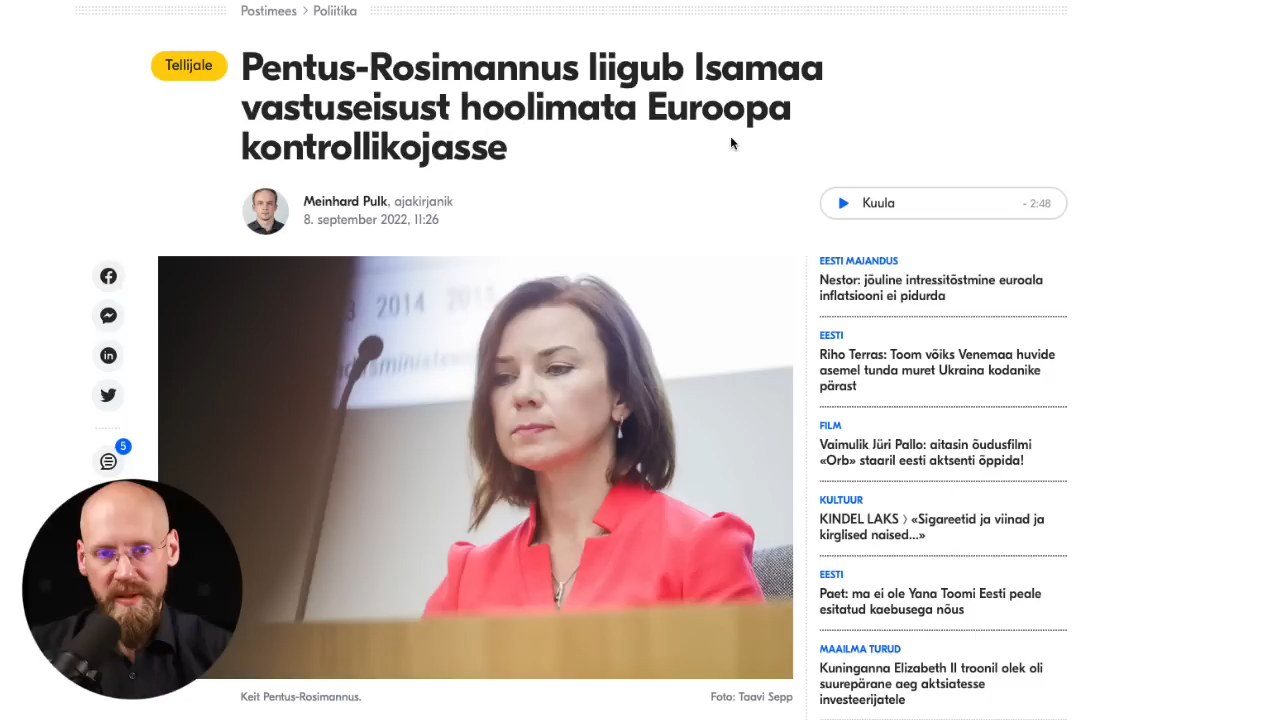 Postimees > Poliitika
Tellijale
Pentus-Rosimannus liigub Isamaa
vastuseisust hoolimata Euroopa
kontrollikojasse
Meinhard Pulk, ajakirjanik
8. september 2022, 11:26
Kuula
- 2:48
5
2014
EESTI MAJANDUS
Nestor: jõuline intressitõstmine euroala
inflatsiooni ei pidurda
EESTI
Riho Terras: Toom võiks Venemaa huvide
asemel tunda muret Ukraina kodanike
pärast
FILM
Vaimulik Jüri Pallo: aitasin õudusfilmi
«Orb» staaril eesti aktsenti õppida!
KULTUUR
KINDEL LAKS 〉 «Sigareetid ja viinad ja
kirglised naised...»
EESTI
Paet: ma ei ole Yana Toomi Eesti peale
esitatud kaebusega nõus
MAAILMA TURUD
Kuninganna Elizabeth II troonil olek oli
suurepärane aeg aktsiatesse
investeerijatele
Keit Pentus-Rosimannus.
Foto: Taavi Sepp